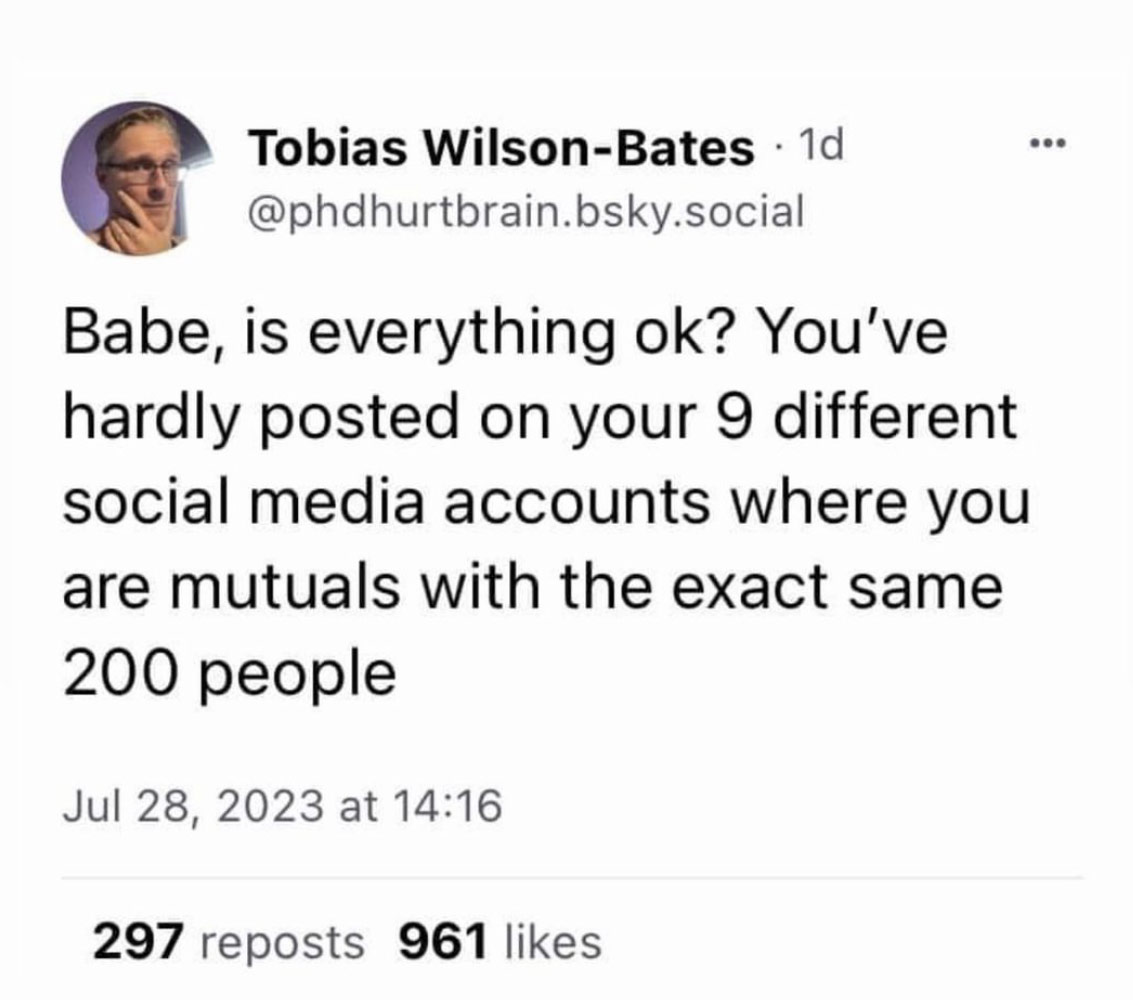 Tobias Wilson-Bates · 1d
@phdhurtbrain.bsky.social
Babe, is everything ok? You’ve
hardly posted on your 9 different
social media accounts where you
are mutuals with the exact same
200 people
Jul 28, 2023 at 14:16
297 reposts 961 likes